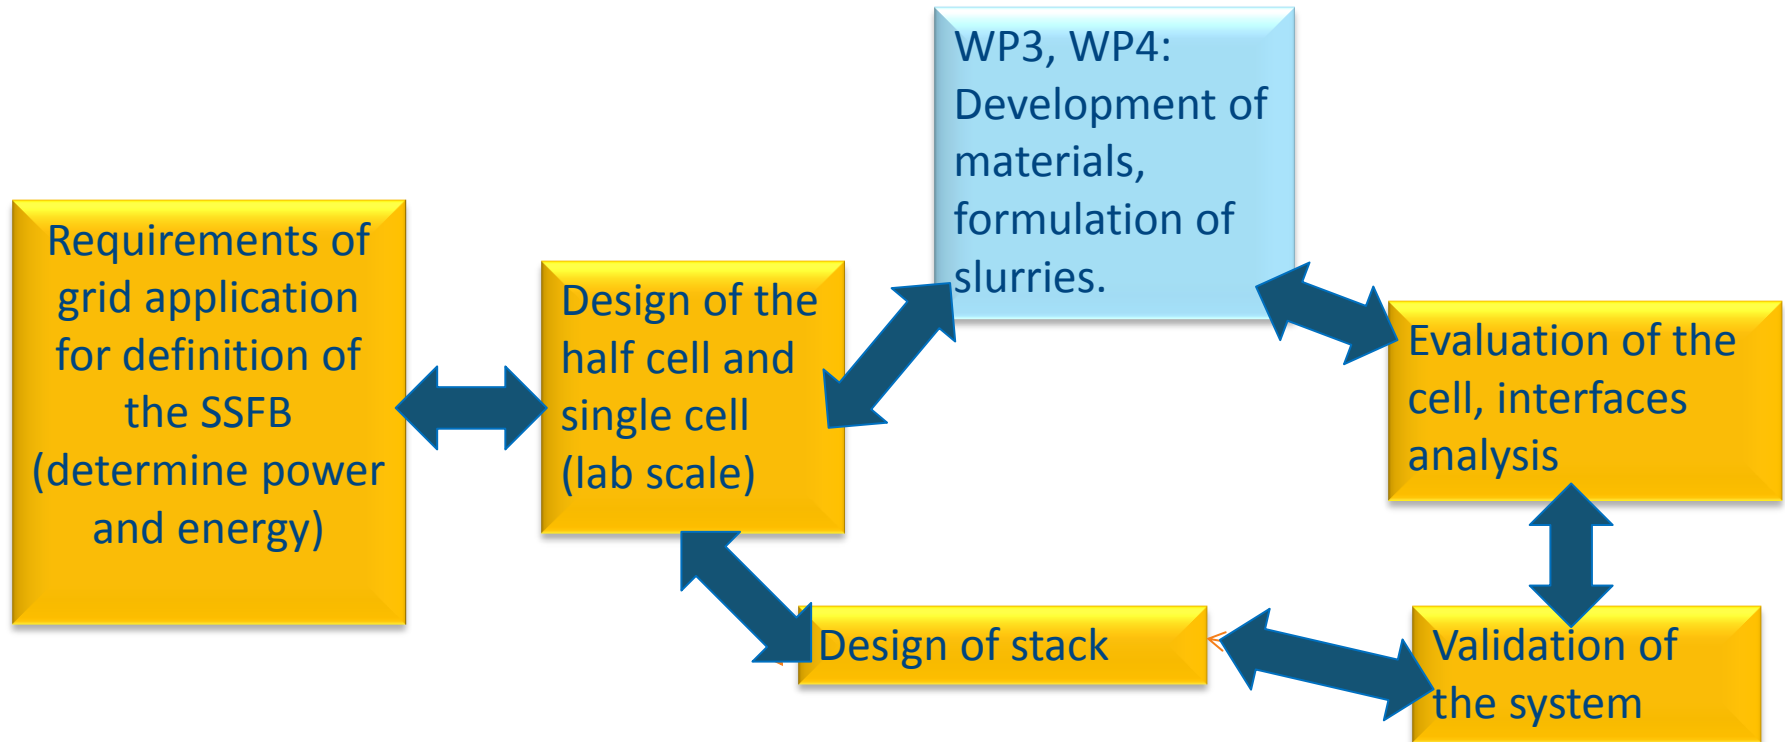 WP3, WP4:
Development of
materials,
formulation of
slurries.
Requirements of
grid application
for definition of
the SSFB
(determine power
and energy)
Design of the
half cell and
single cell
(lab scale)
Evaluation of the
cell, interfaces
analysis
Design of stack
Validation of
the system